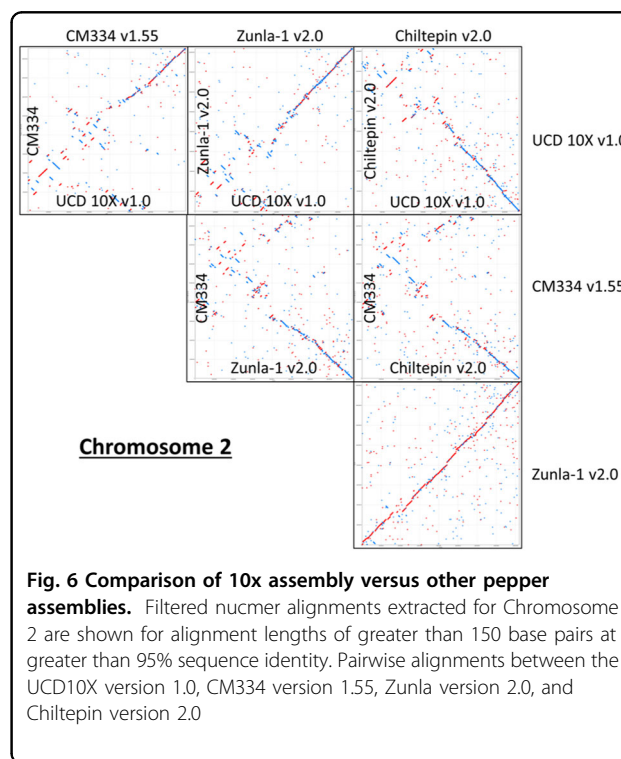 CM334 v1.55
Zunla-1 v2.0
Chiltepin v2.0
CM334
UCD 10X v1.0
Zunla-1 v2.0
UCD 10X v1.0
Chiltepin v2.0
UCD 10X v1.0
UCD 10X v1.0
CM334
Zunla-1 v2.0
CM334
Chiltepin v2.0
CM334 v1.55
Chromosome 2
Zunla-1 v2.0
Fig. 6 Comparison of 10x assembly versus other pepper
assemblies. Filtered nucmer alignments extracted for Chromosome
2 are shown for alignment lengths of greater than 150 base pairs at
greater than 95% sequence identity. Pairwise alignments between the
UCD10X version 1.0, CM334 version 1.55, Zunla version 2.0, and
Chiltepin version 2.0